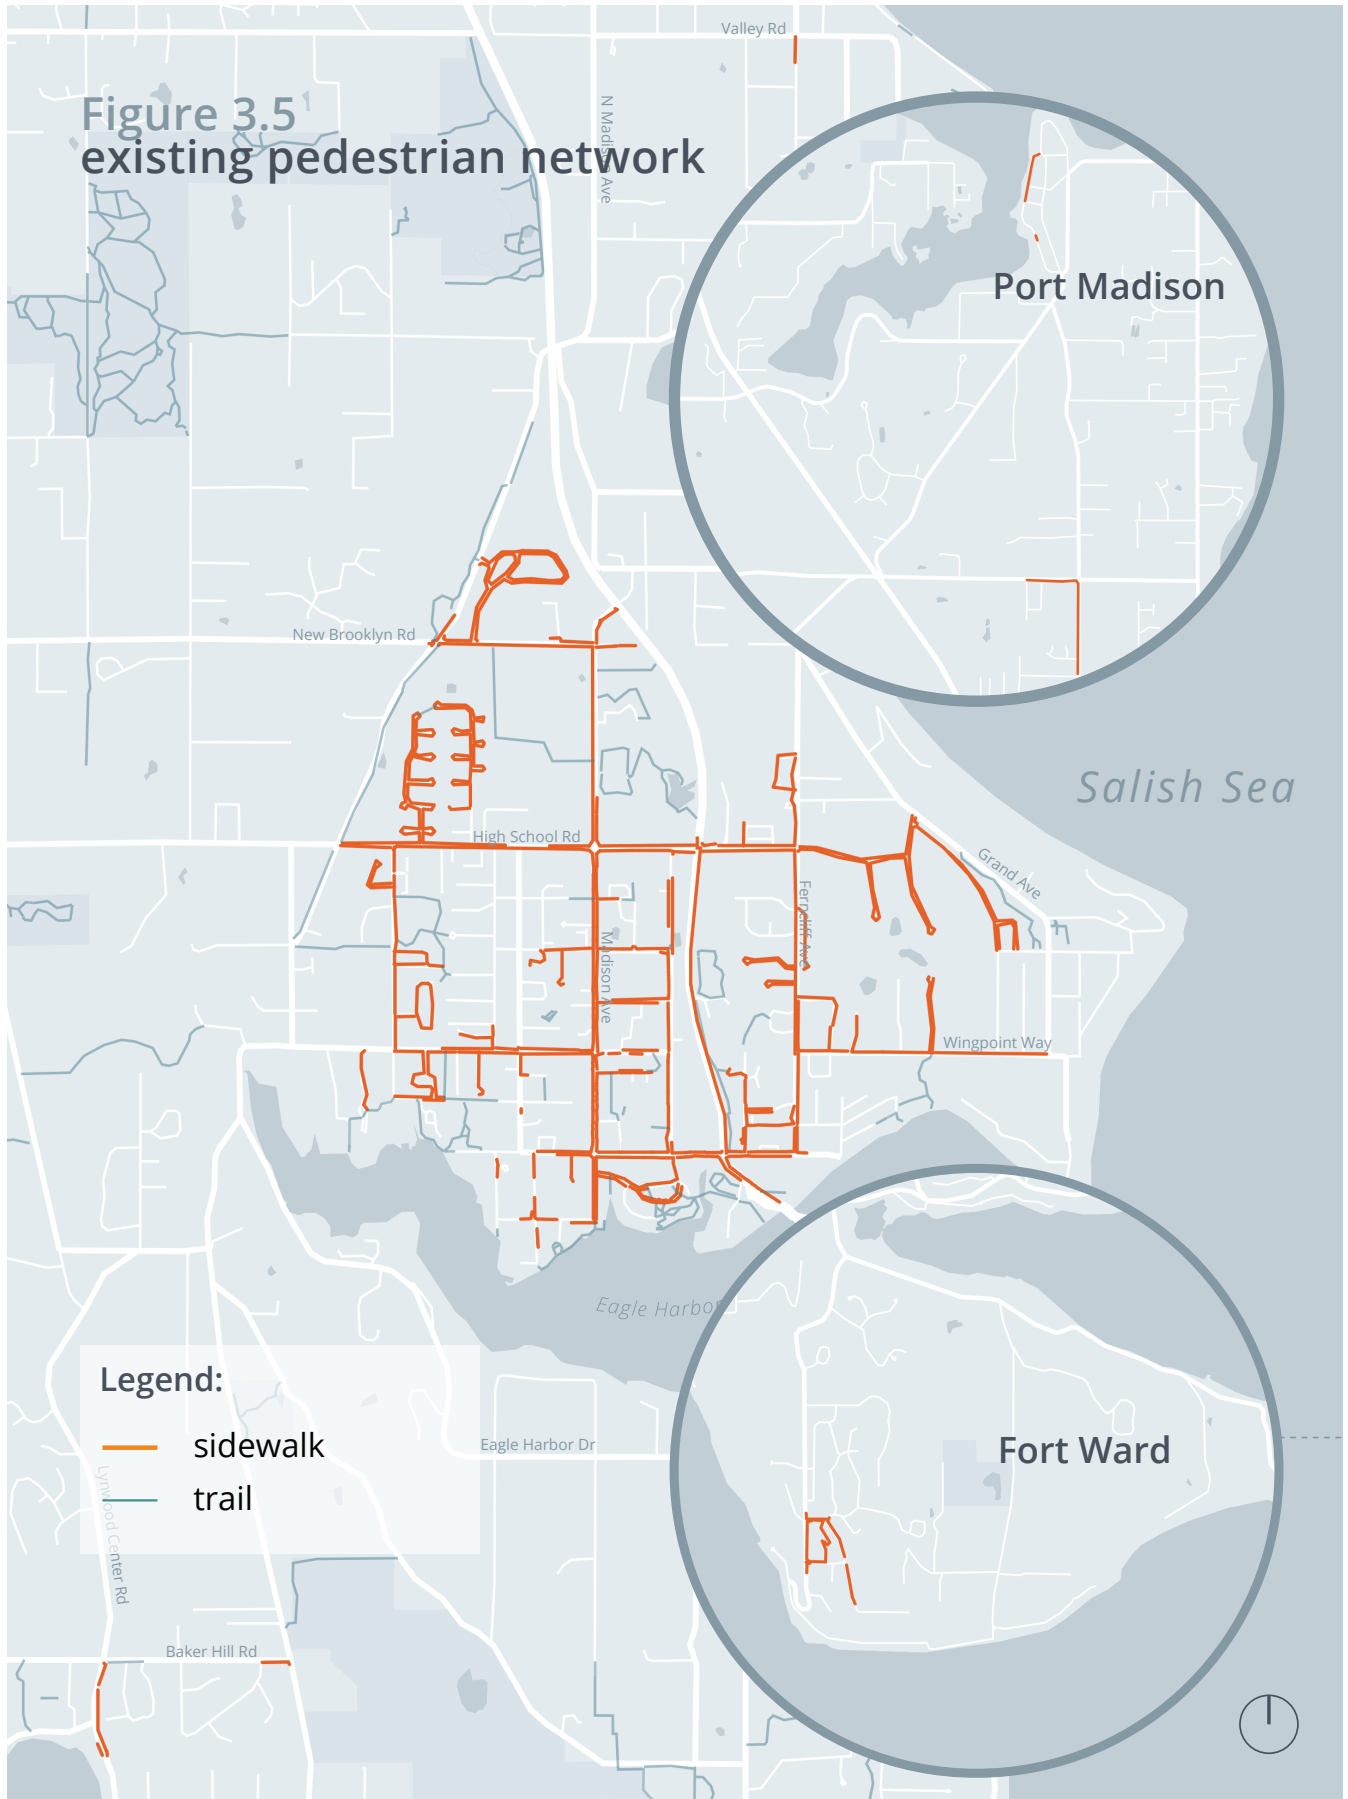 Valley Rd
Figure 3.5
existing pedestrian network
N Madison Ave
Port Madison
New Brooklyn Rd
Salish Sea
High School Rd
Grand Ave
Ferncliff Ave
Madison Ave
Wingpoint Way
Eagle Harbor
Legend:
sidewalk
trail
Eagle Harbor Dr
Fort Ward
Lynwood Center Rd
Baker Hill Rd